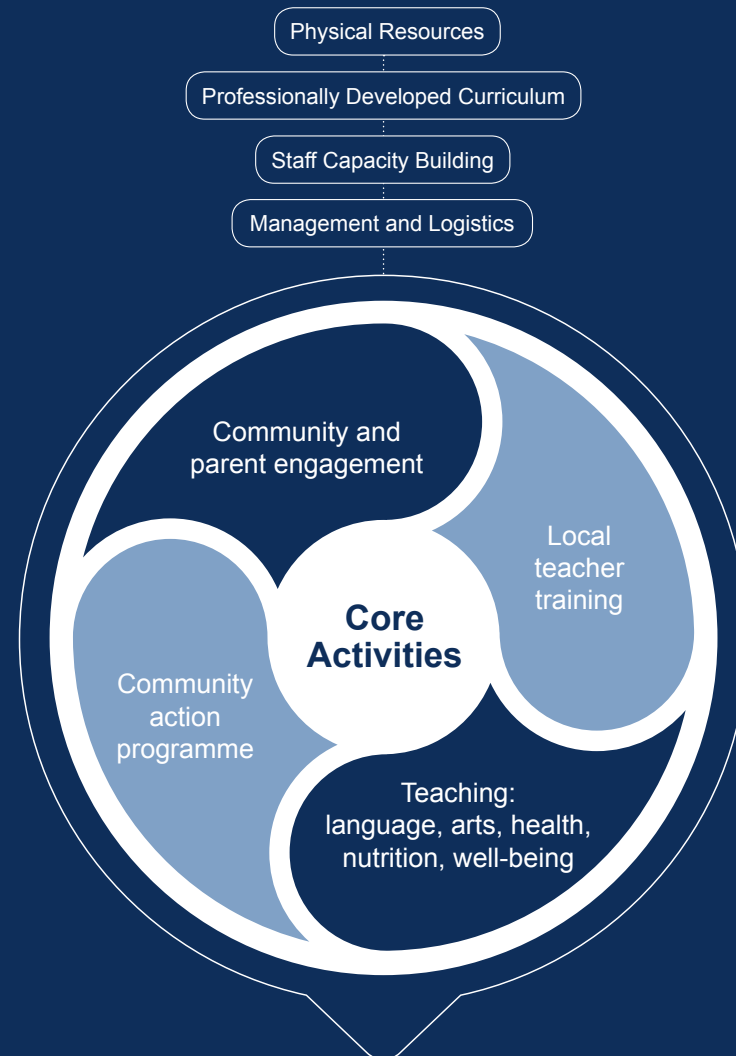 Physical Resources
Professionally Developed Curriculum
Staff Capacity Building
Management and Logistics
Community and
parent engagement
Local
teacher
training
Core
Activities
Community
action
programme
Teaching:
language, arts, health,
nutrition, well-being